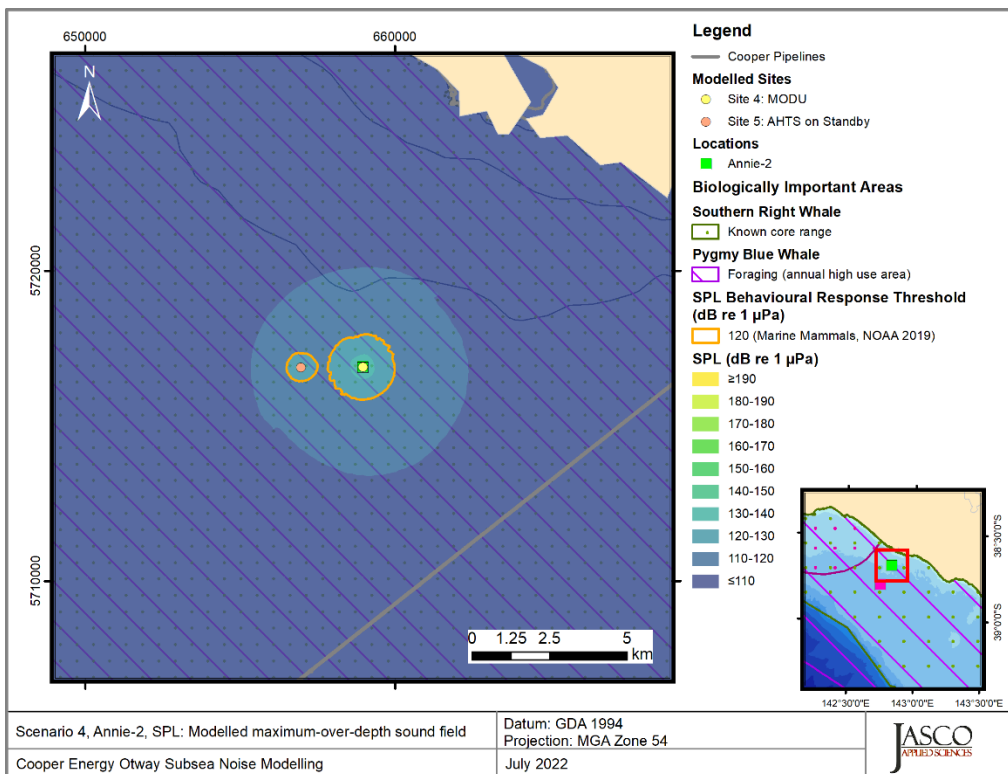 650000
660000
5720000
5710000
N
0 1.25 2.5 5
km
Legend
Cooper Pipelines
Modelled Sites
Site 4: MODU
Site 5: AHTS on Standby
Locations
Annie-2
Biologically Important Areas
Southern Right Whale
Known core range
Pygmy Blue Whale
Foraging (annual high use area)
SPL Behavioural Response Threshold
(dB re 1 µPa)
120 (Marine Mammals, NOAA 2019)
SPL (dB re 1 µPa)
≥190
180-190
170-180
160-170
150-160
140-150
130-140
120-130
110-120
≤110
38°30'0"S
39°0'0"S
142°30'0"E
143°0'0"E
143°30'0"E
Scenario 4, Annie-2, SPL: Modelled maximum-over-depth sound field
Cooper Energy Otway Subsea Noise Modelling
Datum: GDA 1994
Projection: MGA Zone 54
July 2022
JASCO
APPLIED SCIENCES